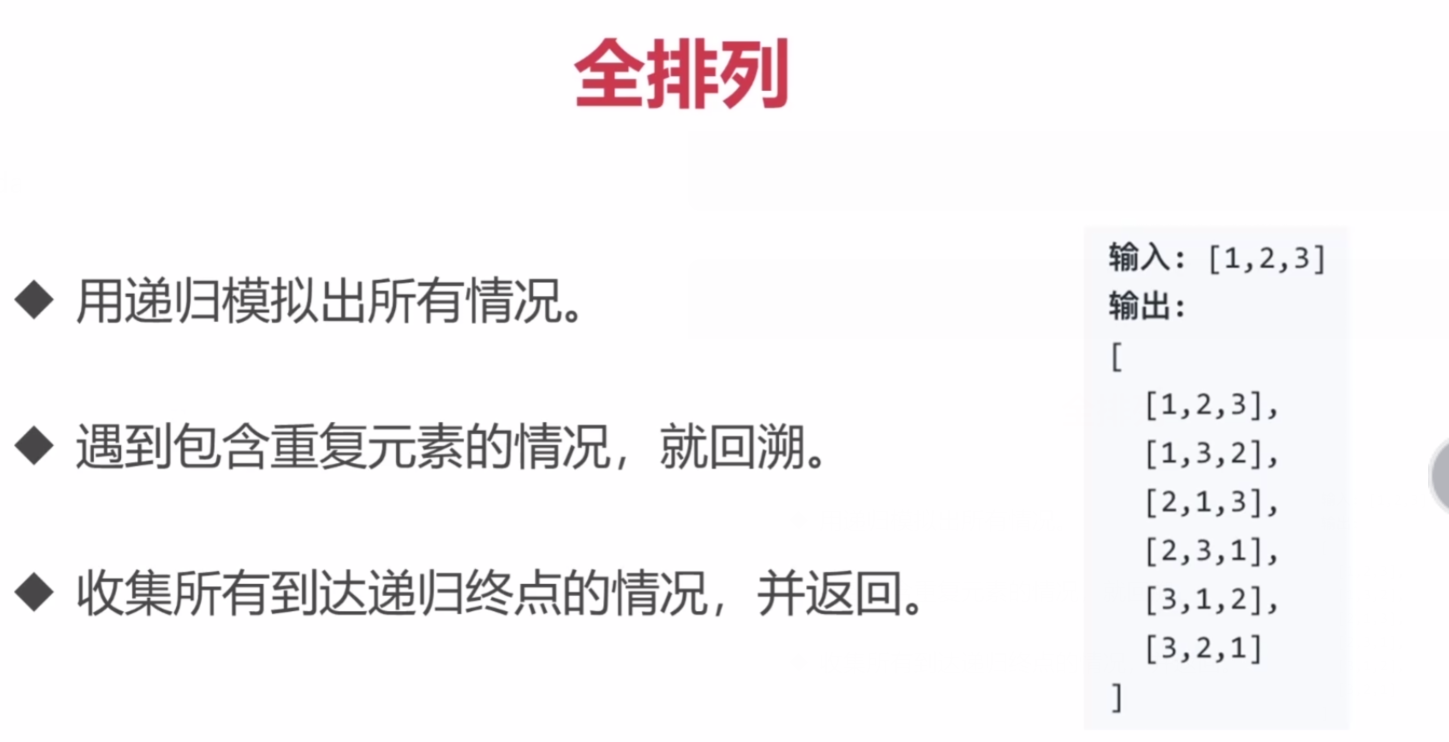 全排列
◆ 用递归模拟出所有情况。
◆ 遇到包含重复元素的情况，就回溯。
◆ 收集所有到达递归终点的情况，并返回。
输入: [1,2,3]
输出:
[
[1,2,3],
[1,3,2],
[2,1,3],
[2,3,1],
[3,1,2],
[3,2,1]
]